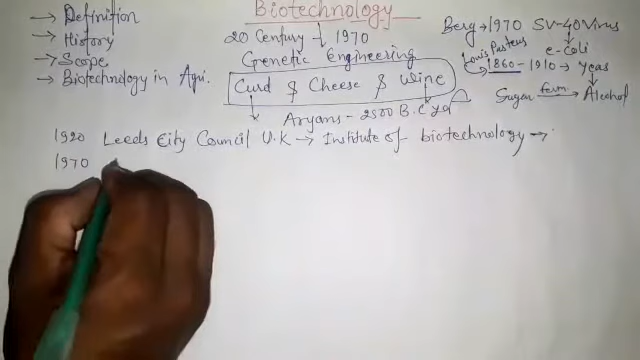 Biotechnology
→ Definition
→ History
→ Scope
→ Biotechnology in Agri.
20 Century → 1970
Genetic Engineering
Curd & Cheese & Wine
Aryans - 2500 B.C
Berg → 1970 SV-40 Virus
e-Coli
Louis Pasteur
1860 - 1910 → yeas
Sugar ferm. → Alcohol
1920 Leeds City Council U.K → Institute of biotechnology →
1970